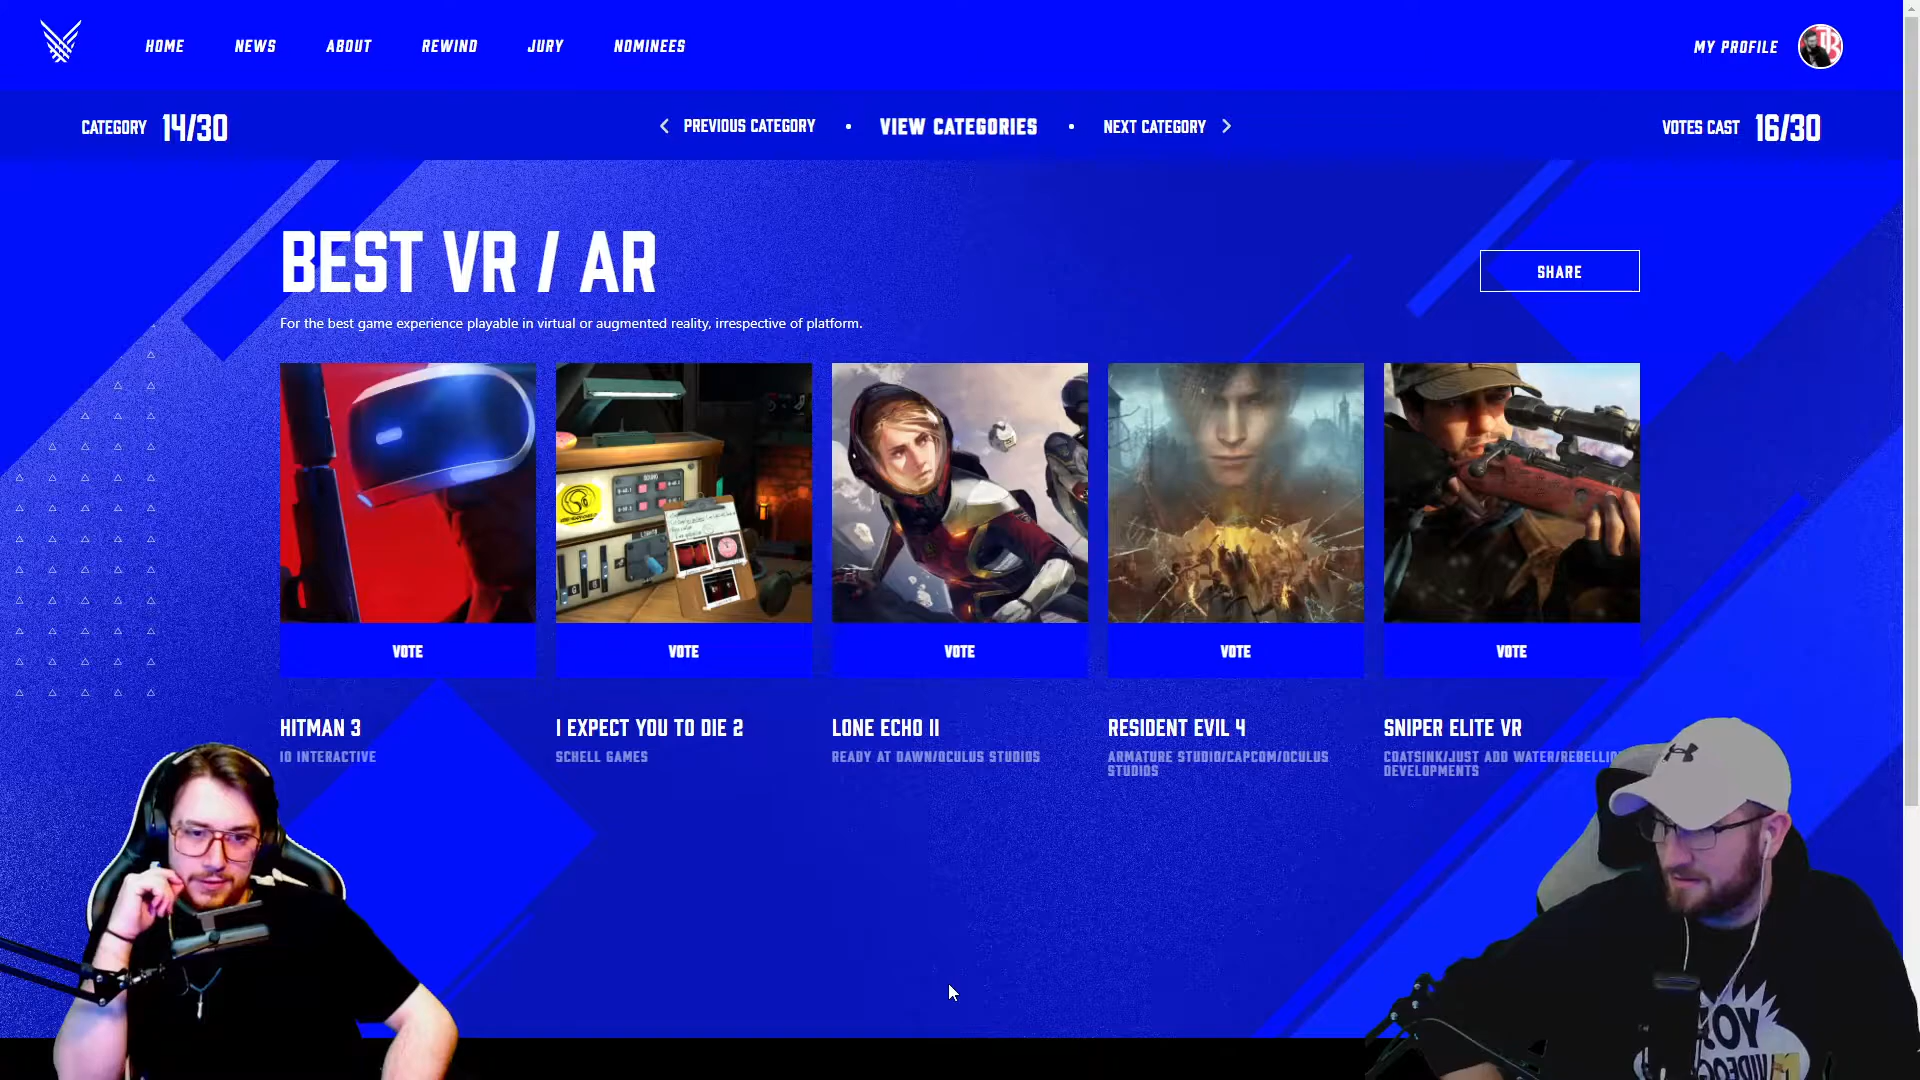 HOME NEWS ABOUT REWIND JURY NOMINEES MY PROFILE
CATEGORY 14/30 PREVIOUS CATEGORY • VIEW CATEGORIES • NEXT CATEGORY VOTES CAST 16/30
BEST VR / AR
SHARE
For the best game experience playable in virtual or augmented reality, irrespective of platform.
VOTE VOTE VOTE VOTE VOTE
HITMAN 3 I EXPECT YOU TO DIE 2 LONE ECHO II RESIDENT EVIL 4 SNIPER ELITE VR
IO INTERACTIVE SCHELL GAMES READY AT DAWN/OCULUS STUDIOS ARMATURE STUDIO/CAPCOM/OCULUS COATSINK/JUST ADD WATER/REBELLIO
STUDIOS DEVELOPMENTS